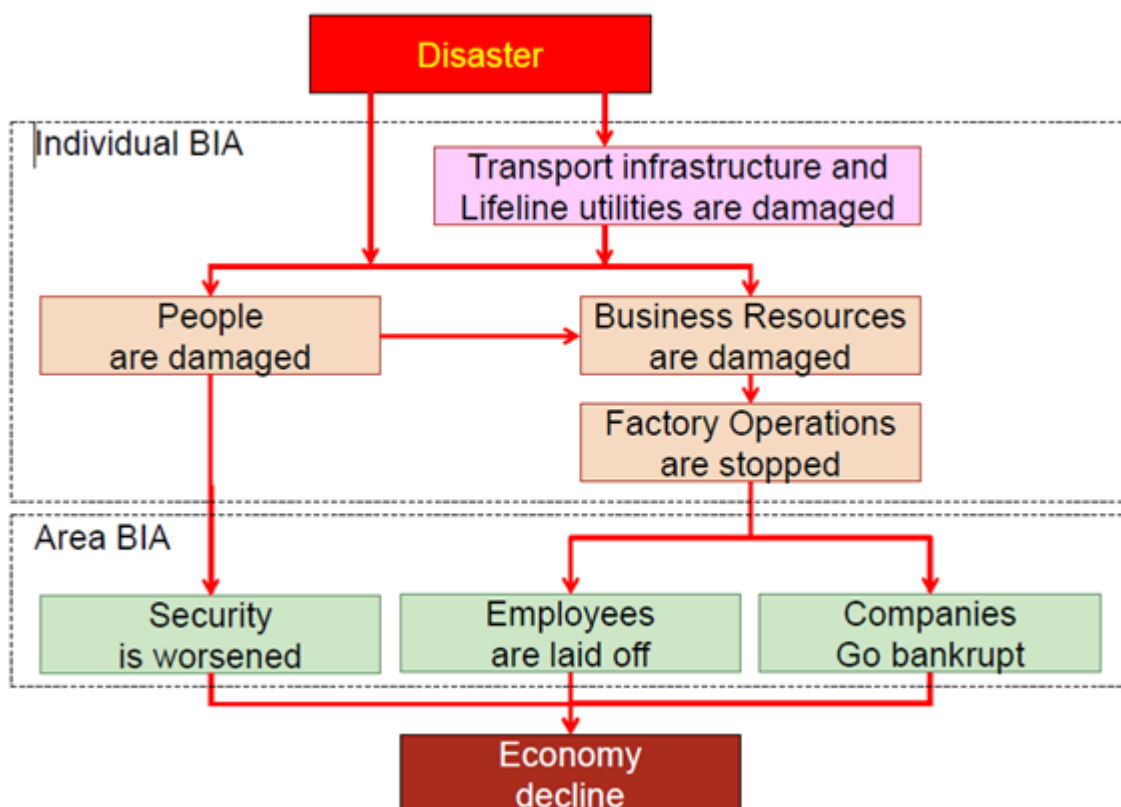 Disaster
Individual BIA
Transport infrastructure and
Lifeline utilities are damaged
People
are damaged
Business Resources
are damaged
Factory Operations
are stopped
Area BIA
Security
is worsened
Employees
are laid off
Companies
Go bankrupt
Economy
decline